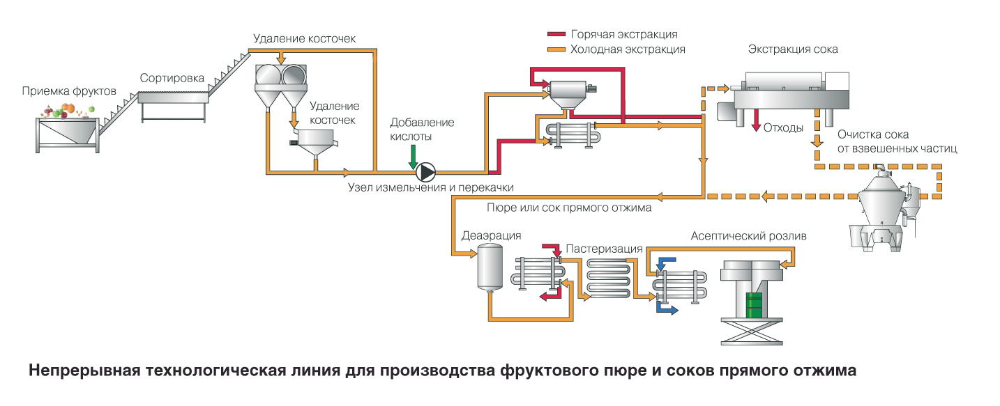 Удаление косточек
Горячая экстракция
Холодная экстракция
Экстракция сока
Сортировка
Приемка фруктов
Удаление
косточек
Добавление
кислоты
Отходы
Очистка сока
от взвешенных частиц
Узел измельчения и перекачки
Пюре или сок прямого отжима
Деаэрация
Пастеризация
Асептический розлив
Непрерывная технологическая линия для производства фруктового пюре и соков прямого отжима